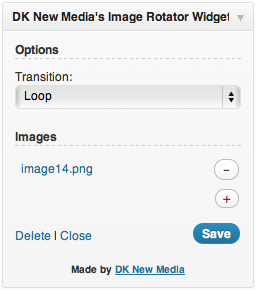 DK New Media's Image Rotator Widget
Options
Transition:
Loop
Images
image14.png
-
+
Delete | Close
Save
Made by DK New Media